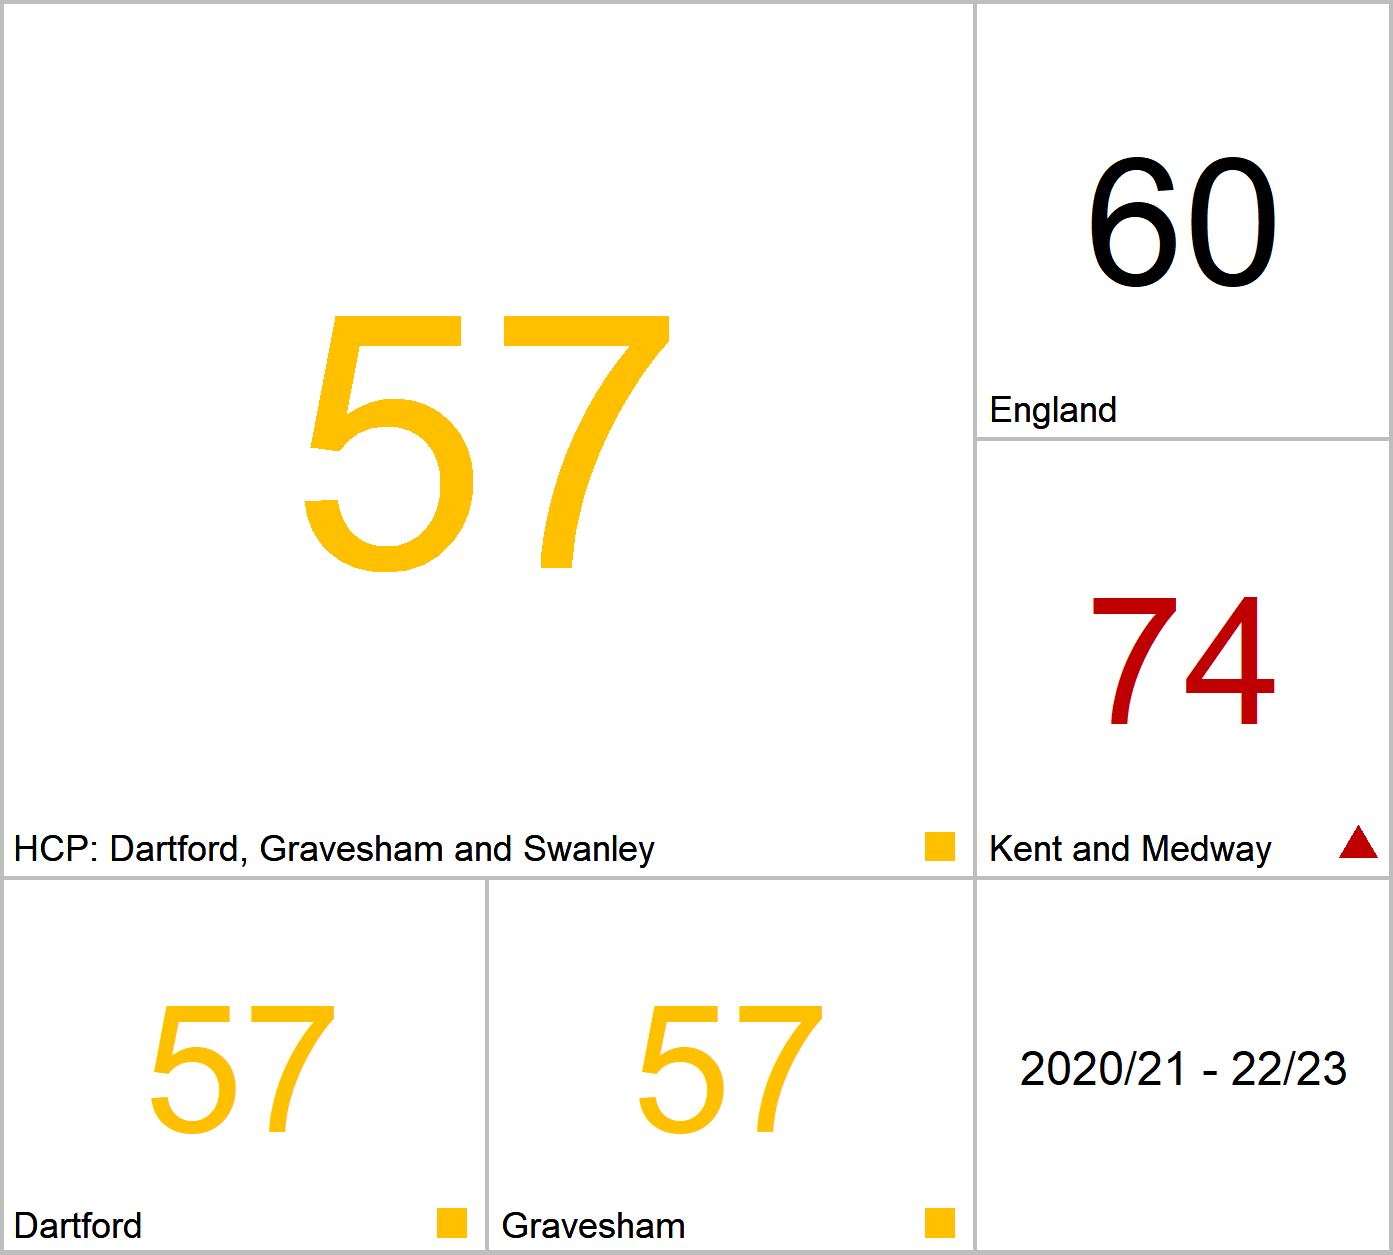 57
HCP: Dartford, Gravesham and Swanley
60
England
74
Kent and Medway
57
Dartford
57
Gravesham
2020/21 - 22/23